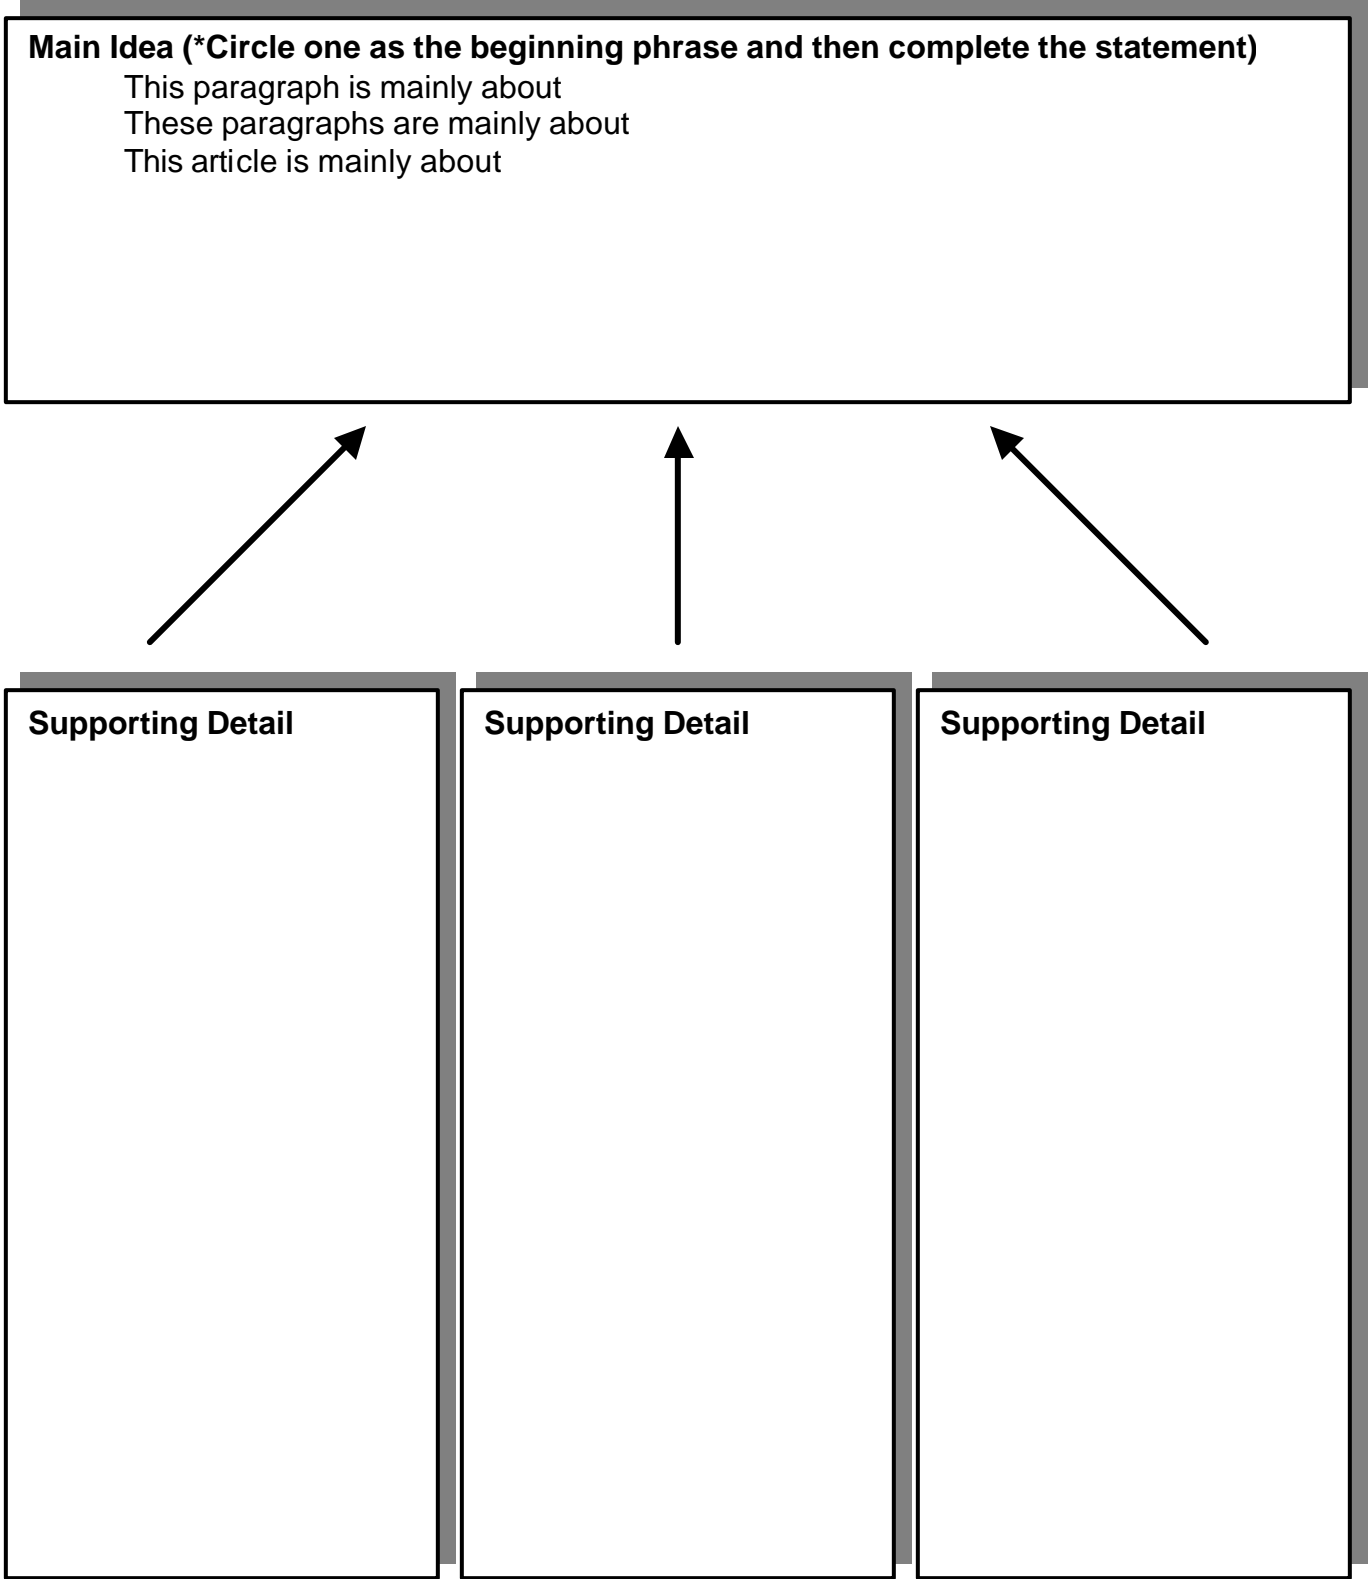 Main Idea (*Circle one as the beginning phrase and then complete the statement)
This paragraph is mainly about
These paragraphs are mainly about
This article is mainly about
Supporting Detail
Supporting Detail
Supporting Detail